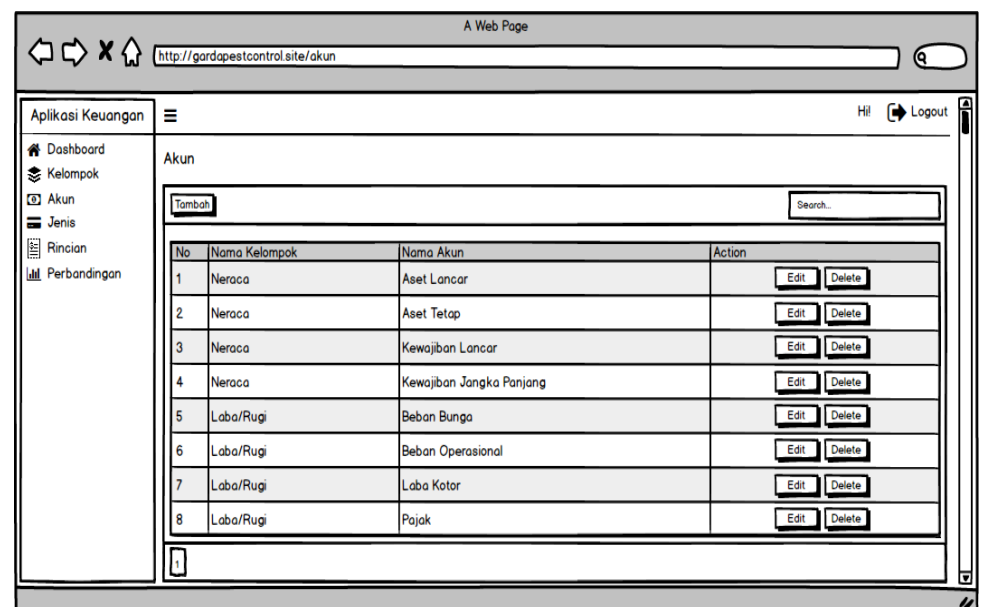 A Web Page
http://gardapestcontrol.site/akun
Aplikasi Keuangan
Hi! Logout
Dashboard
Kelompok
Akun
Jenis
Rincian
Perbandingan
Akun
Tambah
Search...
No Nama Kelompok Nama Akun Action
1 Neraca Aset Lancar Edit Delete
2 Neraca Aset Tetap Edit Delete
3 Neraca Kewajiban Lancar Edit Delete
4 Neraca Kewajiban Jangka Panjang Edit Delete
5 Laba/Rugi Beban Bunga Edit Delete
6 Laba/Rugi Beban Operasional Edit Delete
7 Laba/Rugi Laba Kotor Edit Delete
8 Laba/Rugi Pajak Edit Delete
1